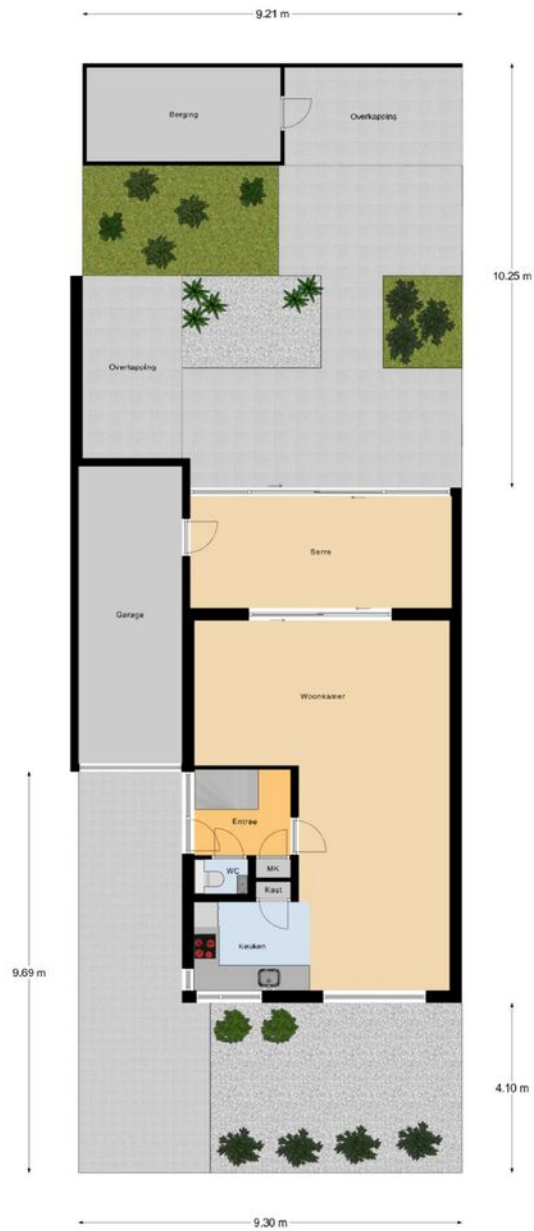 9.21 m
Berging
Overkapping
10.25 m
Overkapping
Serre
Garage
Woonkamer
Entree
WC
MK
Kast
Keuken
9.69 m
4.10 m
9.30 m